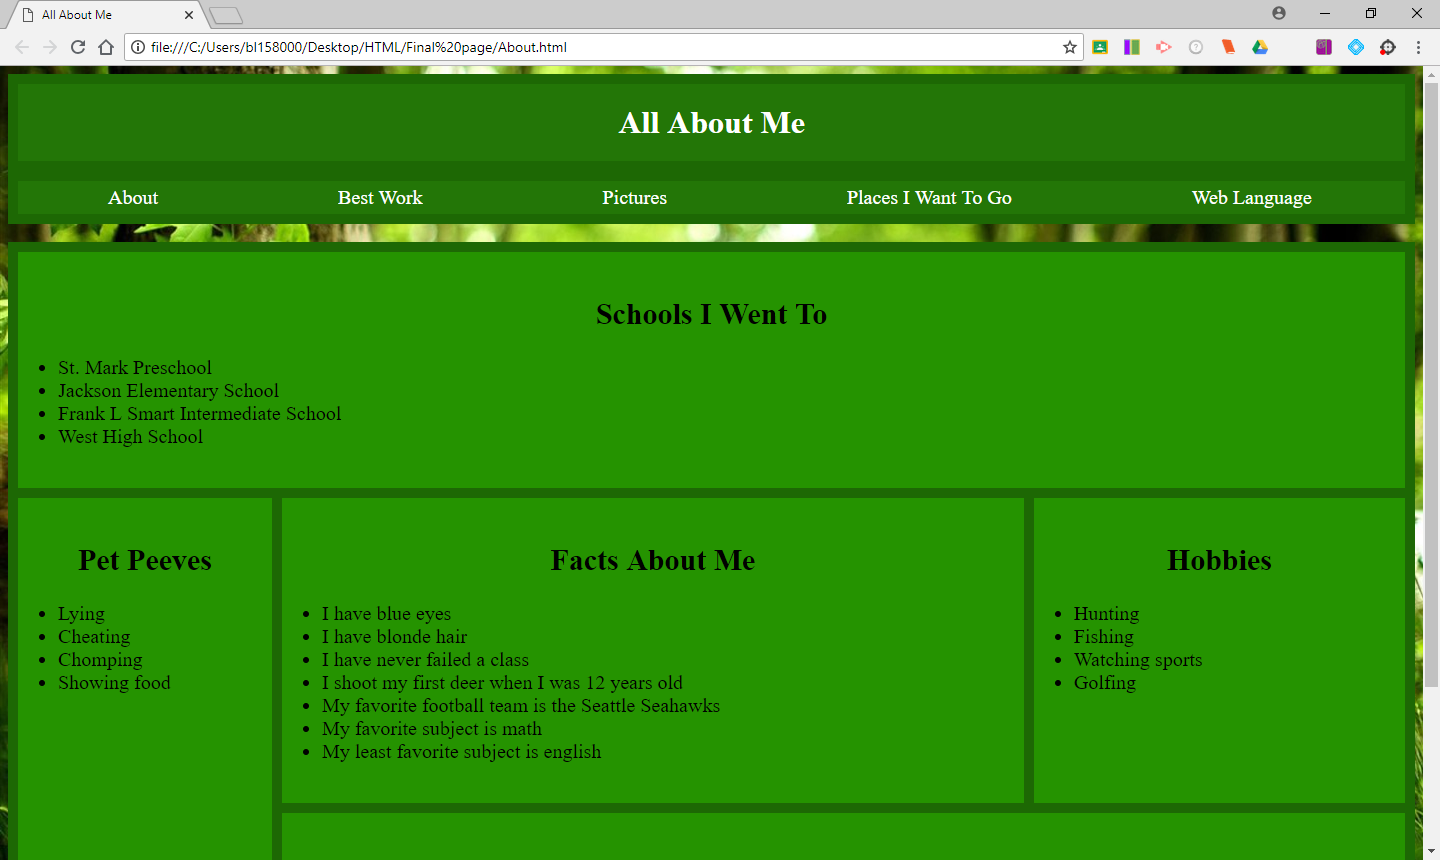 All About Me
file:///C:/Users/bl158000/Desktop/HTML/Final%20page/About.html
All About Me
About Best Work Pictures Places I Want To Go Web Language
Schools I Went To
St. Mark Preschool
Jackson Elementary School
Frank L Smart Intermediate School
West High School
Pet Peeves
Lying
Cheating
Chomping
Showing food
Facts About Me
I have blue eyes
I have blonde hair
I have never failed a class
I shoot my first deer when I was 12 years old
My favorite football team is the Seattle Seahawks
My favorite subject is math
My least favorite subject is english
Hobbies
Hunting
Fishing
Watching sports
Golfing